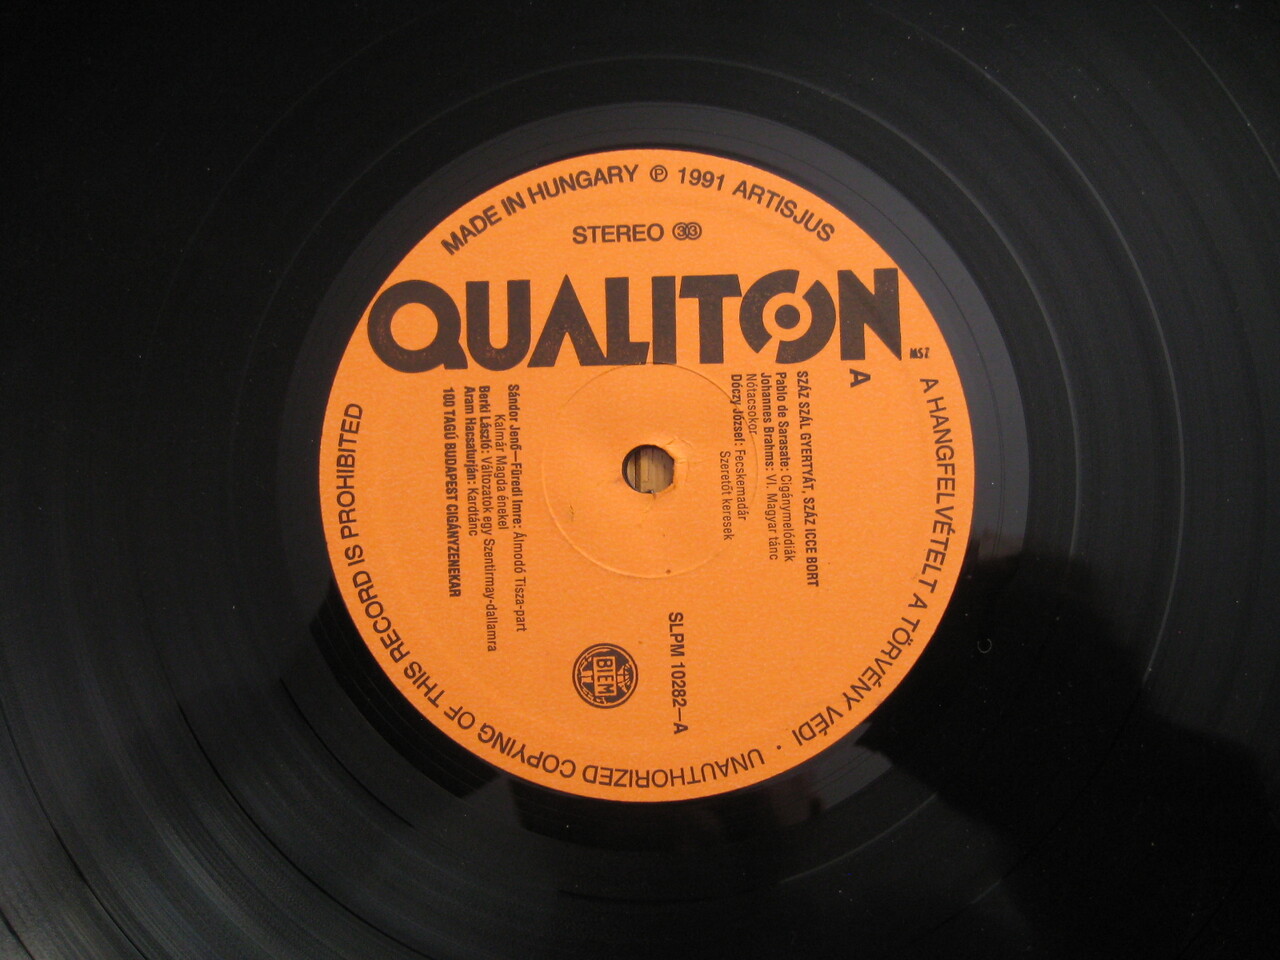 MADE IN HUNGARY ℗ 1991 ARTISJUS
STEREO 33
QUALITON
MSZ
A
A HANGFELVÉTELT A TÖRVÉNY VÉDI · UNAUTHORIZED COPYING OF THIS RECORD IS PROHIBITED
SZÁZ SZÁL GYERTYÁT, SZÁZ ICCE BORT
Pablo de Sarasate: Cigánymelódiák
Johannes Brahms: VI. Magyar tánc
Nótacsokor
Dóczy József: Fecskemadár
Szeretőt keresek
Sándor Jenő—Füredi Imre: Álmodó Tisza-part
Kalmár Magda énekel
Berki László: Változatok egy Szentirmay-dallamra
Aram Hacsaturján: Kardtánc
100 TAGÚ BUDAPEST CIGÁNYZENEKAR
SLPM 10282—A
BIEM